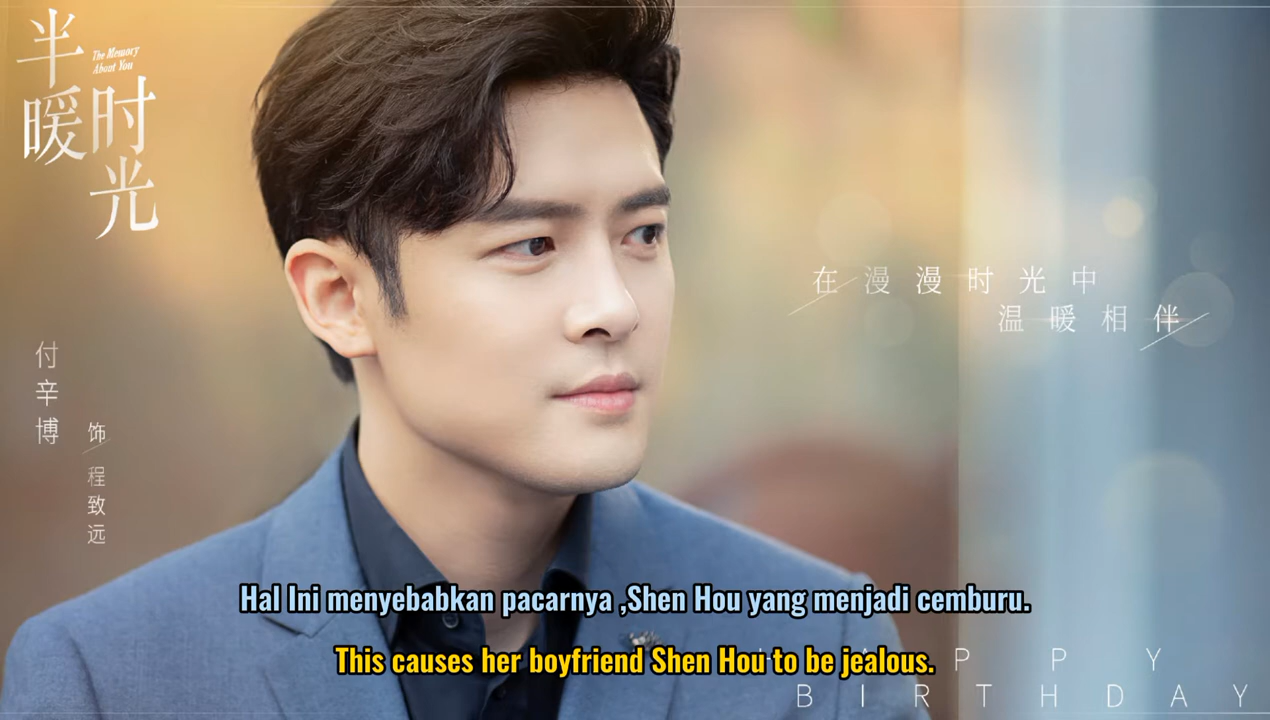 半暖时光
The Memory
About You
在漫漫时光中
温暖相伴
付辛博
饰
程致远
Hal Ini menyebabkan pacarnya ,Shen Hou yang menjadi cemburu.
This causes her boyfriend Shen Hou to be jealous.
A P P Y
BIRTHDAY